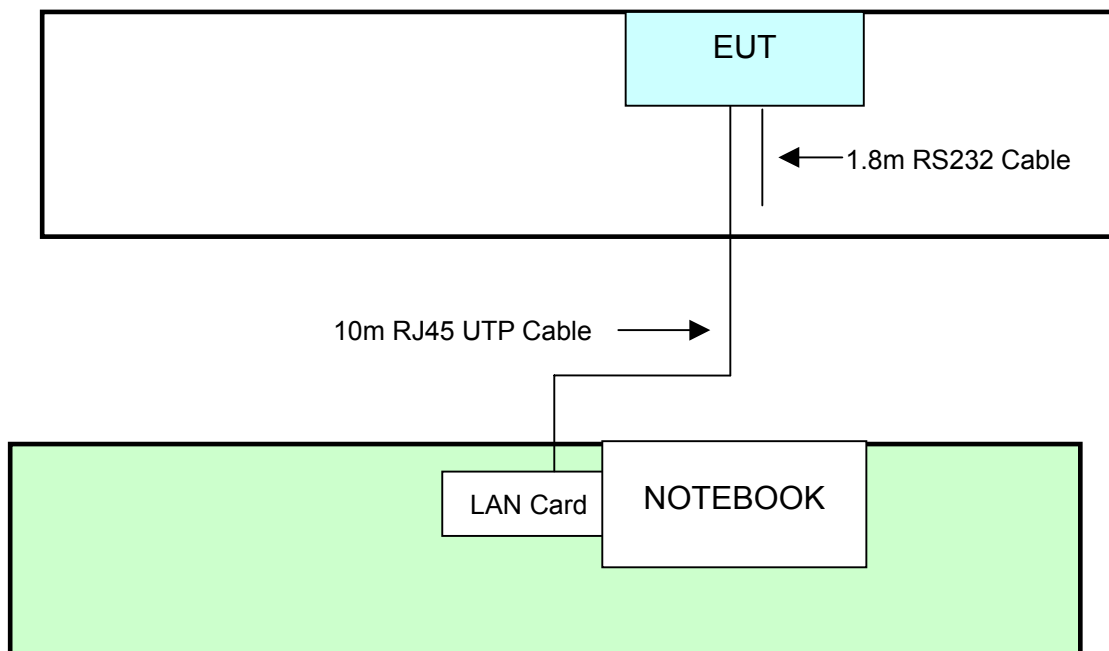 EUT
1.8m RS232 Cable
10m RJ45 UTP Cable
LAN Card
NOTEBOOK